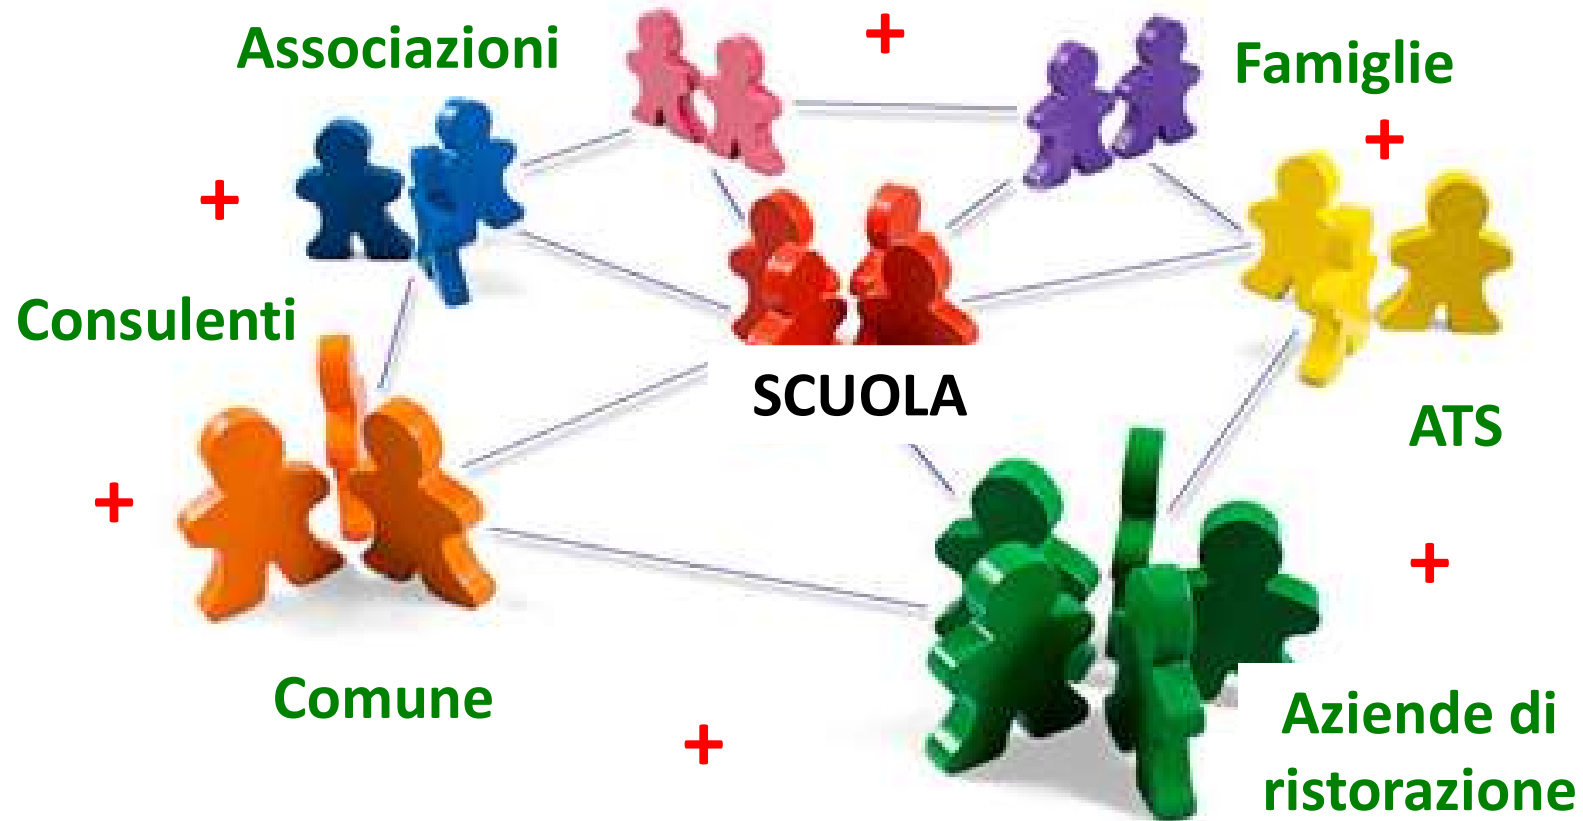 Associazioni
+
Famiglie
+
+
Consulenti
SCUOLA
ATS
+
+
Comune
Aziende di
ristorazione
+